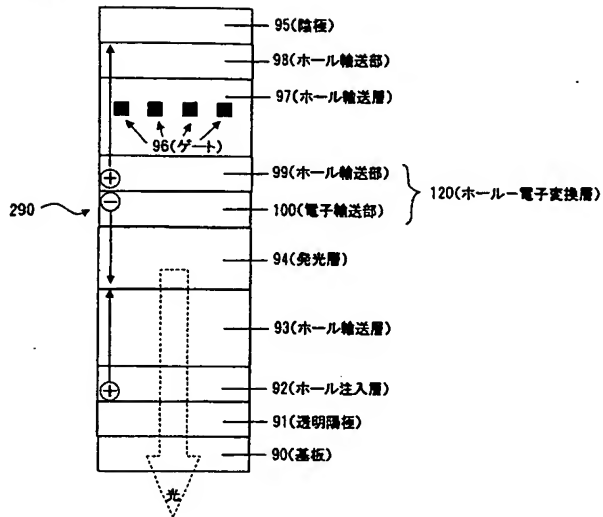 95(陰極)
98(ホール輸送部)
97(ホール輸送層)
96(ゲート)
99(ホール輸送部)
120(ホール－電子変換層)
290
100(電子輸送部)
94(発光層)
93(ホール輸送層)
92(ホール注入層)
91(透明陽極)
90(基板)
光